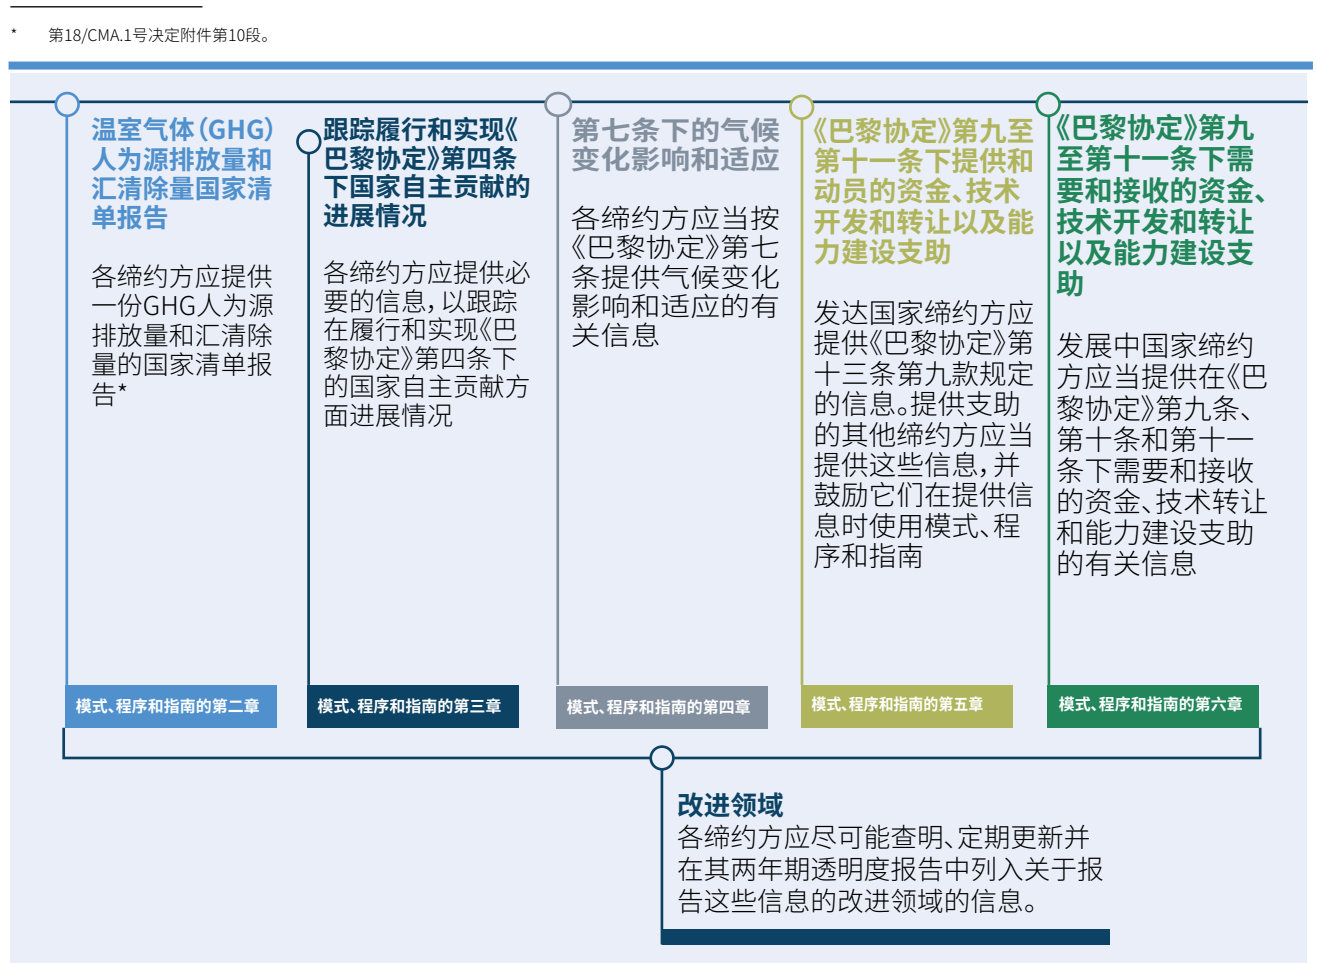 * 第18/CMA.1号决定附件第10段。
温室气体（GHG）
人为源排放量和
汇清除量国家清
单报告
各缔约方应提供
一份GHG人为源
排放量和汇清除
量的国家清单报
告*
模式、程序和指南的第二章
跟踪履行和实现《
巴黎协定》第四条
下国家自主贡献的
进展情况
各缔约方应提供必
要的信息，以跟踪
在履行和实现《巴
黎协定》第四条下
的国家自主贡献方
面进展情况
模式、程序和指南的第三章
第七条下的气候
变化影响和适应
各缔约方应当按
《巴黎协定》第七
条提供气候变化
影响和适应的有
关信息
模式、程序和指南的第四章
《巴黎协定》第九至
第十一条下提供和
动员的资金、技术
开发和转让以及能
力建设支助
发达国家缔约方应
提供《巴黎协定》第
十三条第九款规定
的信息。提供支助
的其他缔约方应当
提供这些信息，并
鼓励它们在提供信
息时使用模式、程
序和指南
模式、程序和指南的第五章
《巴黎协定》第九
至第十一条下需
要和接收的资金、
技术开发和转让
以及能力建设支
助
发展中国家缔约
方应当提供在《巴
黎协定》第九条、
第十条和第十一
条下需要和接收
的资金、技术转让
和能力建设支助
的有关信息
模式、程序和指南的第六章
改进领域
各缔约方应尽可能查明、定期更新并
在其两年期透明度报告中列入关于报
告这些信息的改进领域的信息。